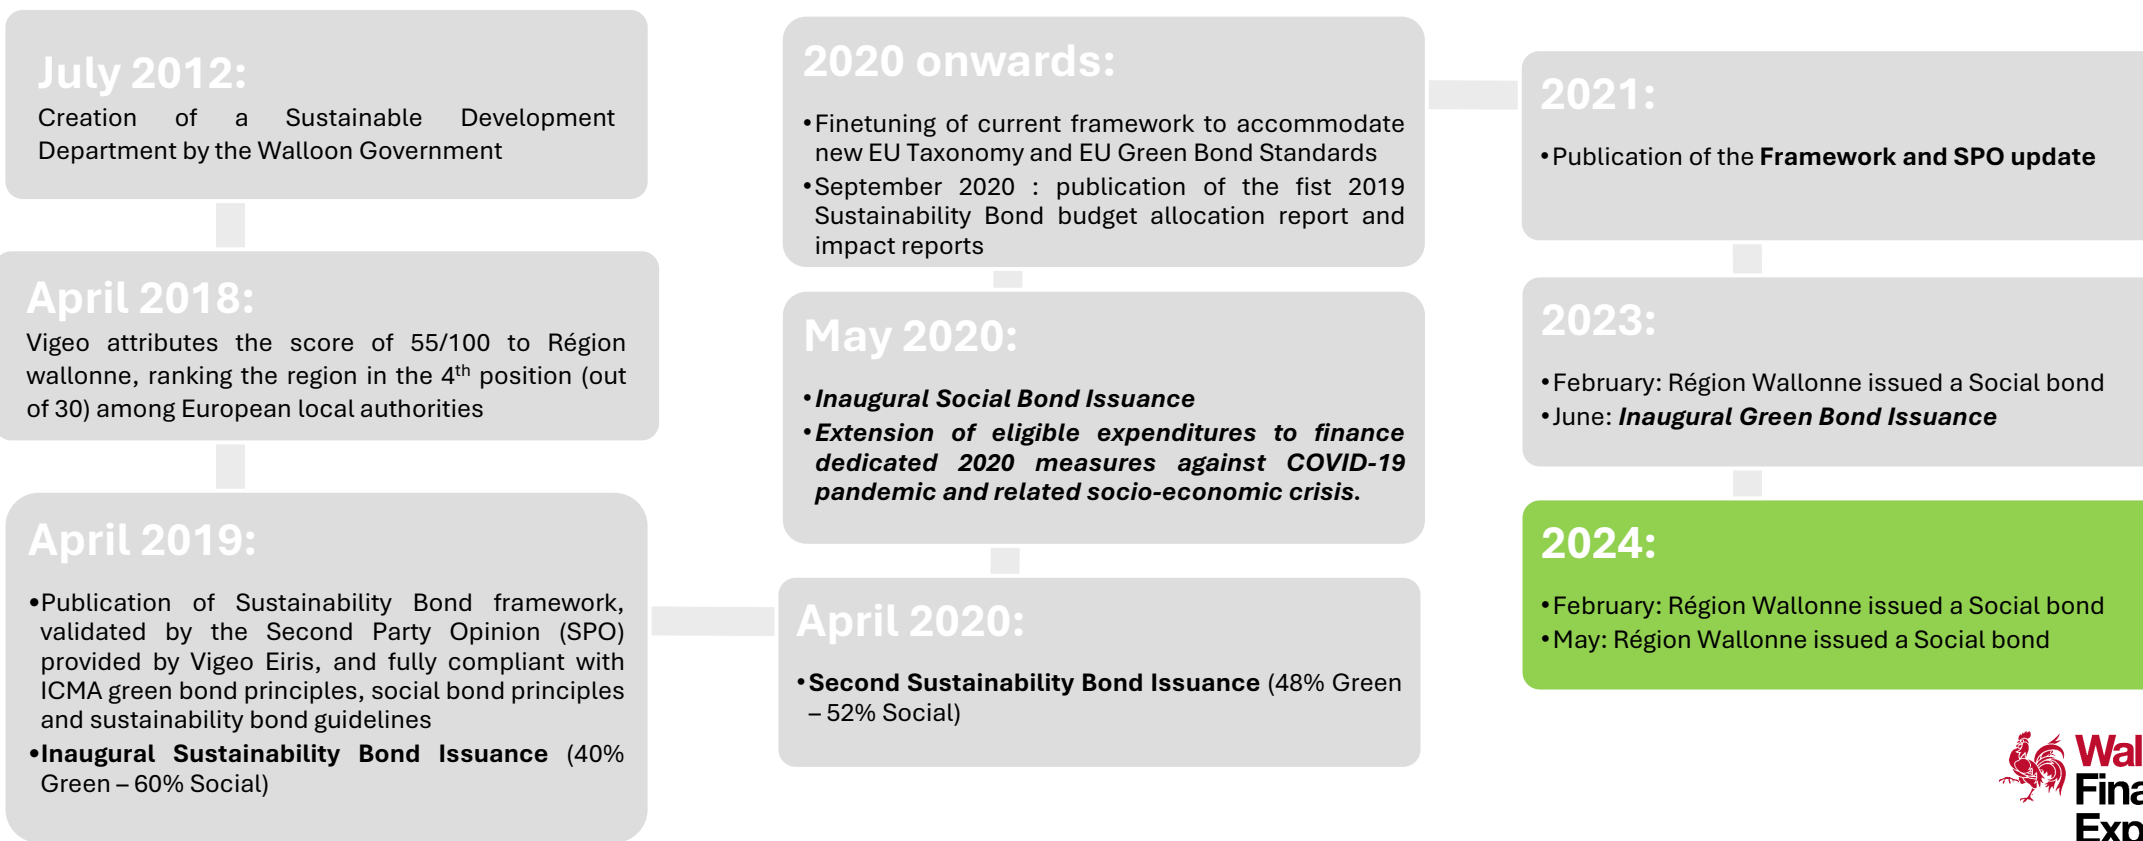 July 2012:
Creation of a Sustainable Development
Department by the Walloon Government
April 2018:
Vigeo attributes the score of 55/100 to Région
wallonne, ranking the region in the 4th position (out
of 30) among European local authorities
April 2019:
•Publication of Sustainability Bond framework,
validated by the Second Party Opinion (SPO)
provided by Vigeo Eiris, and fully compliant with
ICMA green bond principles, social bond principles
and sustainability bond guidelines
•Inaugural Sustainability Bond Issuance (40%
Green – 60% Social)
April 2020:
•Second Sustainability Bond Issuance (48% Green
– 52% Social)
May 2020:
•Inaugural Social Bond Issuance
•Extension of eligible expenditures to finance
dedicated 2020 measures against COVID-19
pandemic and related socio-economic crisis.
2020 onwards:
•Finetuning of current framework to accommodate
new EU Taxonomy and EU Green Bond Standards
•September 2020 : publication of the fist 2019
Sustainability Bond budget allocation report and
impact reports
2021:
•Publication of the Framework and SPO update
2023:
•February: Région Wallonne issued a Social bond
•June: Inaugural Green Bond Issuance
2024:
•February: Région Wallonne issued a Social bond
•May: Région Wallonne issued a Social bond
Wal
Fina
Exp